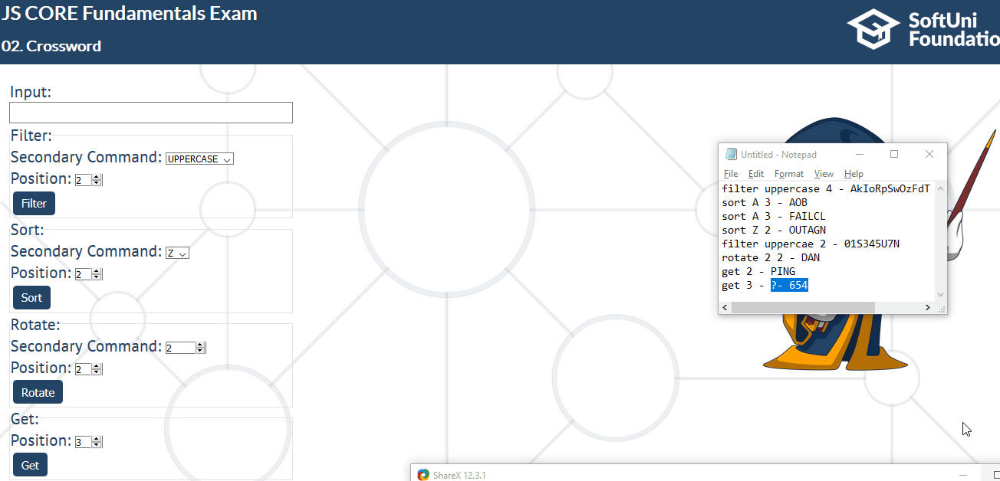 JS CORE Fundamentals Exam
02. Crossword
SoftUni
Foundatio
Input:
Filter:
Secondary Command: UPPERCASE
Position: 2
Filter
Sort:
Secondary Command: Z
Position: 2
Sort
Rotate:
Secondary Command: 2
Position: 2
Rotate
Get:
Position: 3
Get
Untitled - Notepad
File Edit Format View Help
filter uppercase 4 - AkIoRpSwOzFdT
sort A 3 - AOB
sort A 3 - FAILCL
sort Z 2 - OUTAGN
filter uppercae 2 - 01S345U7N
rotate 2 2 - DAN
get 2 - PING
get 3 - ?- 654
ShareX 12.3.1